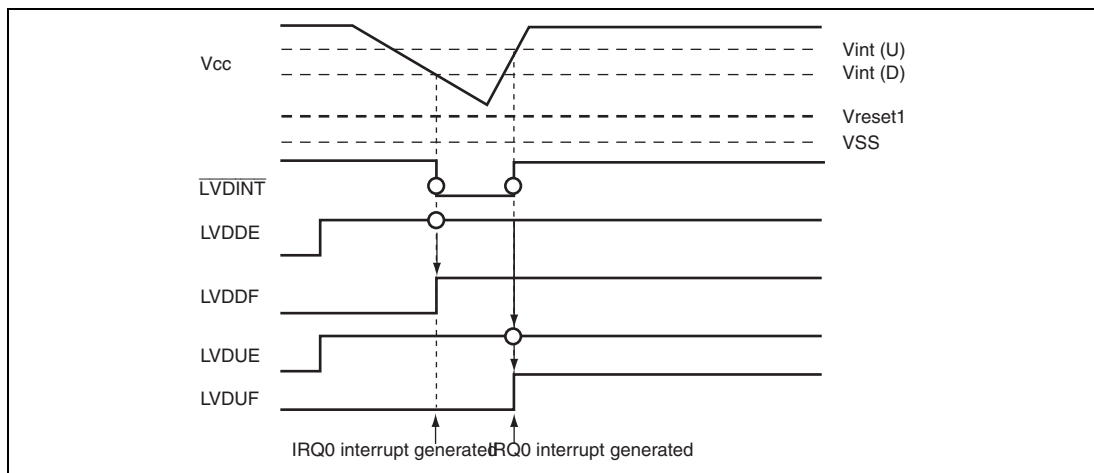 Vcc
Vint (U)
Vint (D)
Vreset1
VSS
LVDINT
LVDDE
LVDDF
LVDUE
LVDUF
IRQ0 interrupt generated
IRQ0 interrupt generated